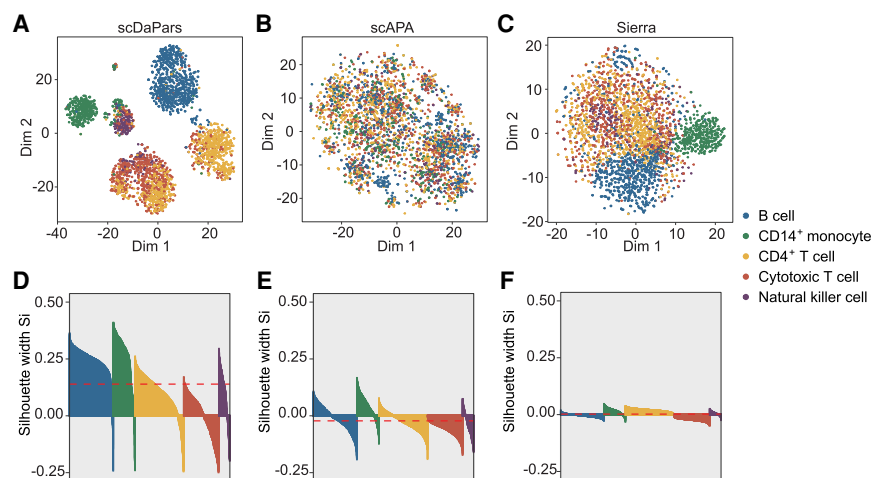 A
scDaPars
20
0
-20
Dim 2
-40
-20
0
20
Dim 1
B
scAPA
20
10
0
-10
-20
Dim 2
-20
0
20
Dim 1
C
Sierra
20
10
0
-10
-20
Dim 2
-20
-10
0
10
20
Dim 1
B cell
CD14⁺ monocyte
CD4⁺ T cell
Cytotoxic T cell
Natural killer cell
D
0.50
0.25
0.00
-0.25
Silhouette width Si
E
0.50
0.25
0.00
-0.25
Silhouette width Si
F
0.50
0.25
0.00
-0.25
Silhouette width Si